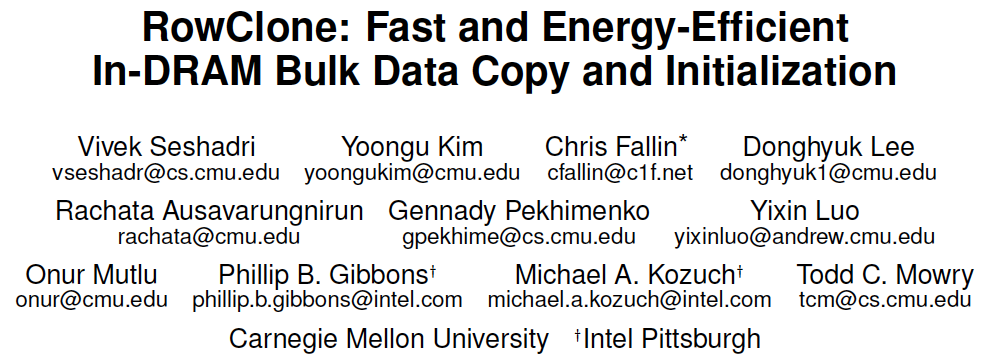 RowClone: Fast and Energy-Efficient
In-DRAM Bulk Data Copy and Initialization
Vivek Seshadri Yoongu Kim Chris Fallin* Donghyuk Lee
vseshadr@cs.cmu.edu yoongukim@cmu.edu cfallin@c1f.net donghyuk1@cmu.edu
Rachata Ausavarungnirun Gennady Pekhimenko Yixin Luo
rachata@cmu.edu gpekhime@cs.cmu.edu yixinluo@andrew.cmu.edu
Onur Mutlu Phillip B. Gibbons† Michael A. Kozuch† Todd C. Mowry
onur@cmu.edu phillip.b.gibbons@intel.com michael.a.kozuch@intel.com tcm@cs.cmu.edu
Carnegie Mellon University †Intel Pittsburgh